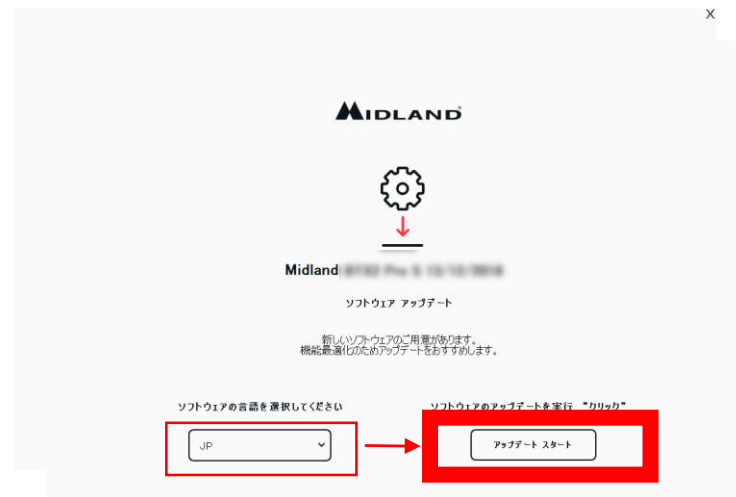 X
MIDLAND
Midland
ソフトウェア アップデート
新しいソフトウェアのご用意があります。
機能最適化のためアップデートをおすすめします。
ソフトウェアの言語を選択してください
ソフトウェアのアップデートを実行 "クリック"
JP
アップデート スタート